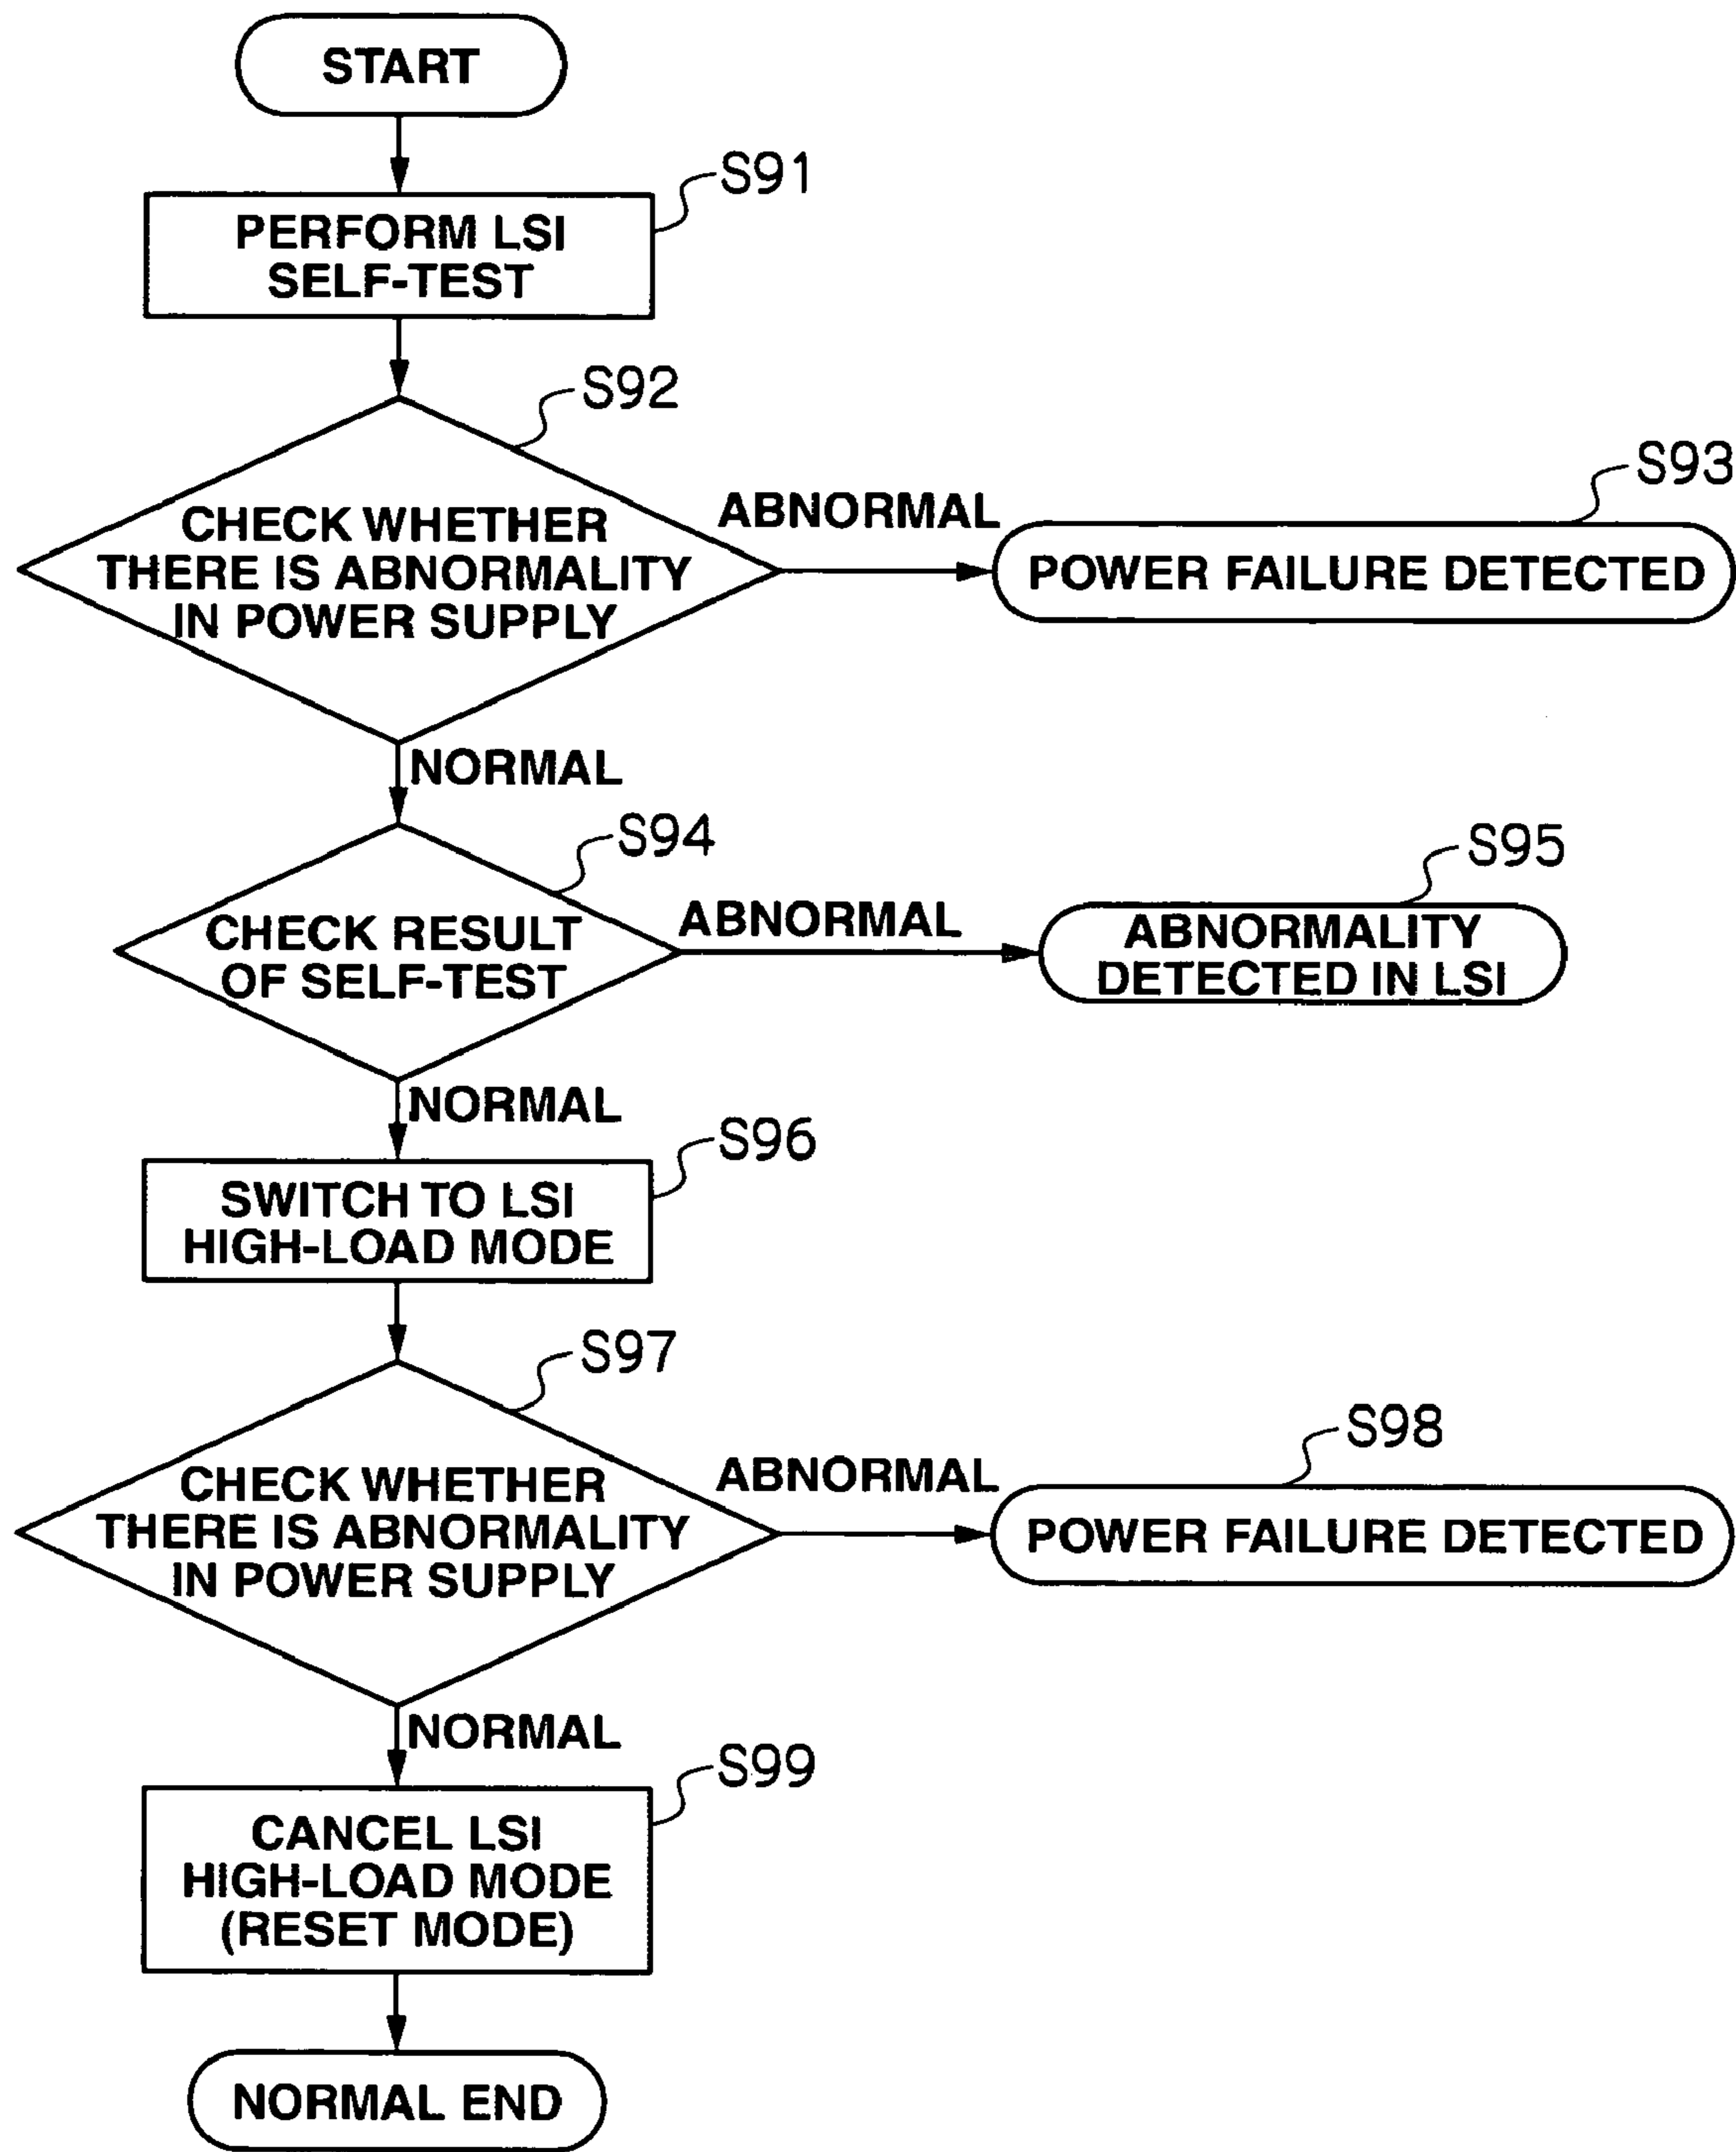 START
S91
PERFORM LSI
SELF-TEST
S92
CHECK WHETHER
THERE IS ABNORMALITY
IN POWER SUPPLY
ABNORMAL
S93
POWER FAILURE DETECTED
NORMAL
S94
CHECK RESULT
OF SELF-TEST
ABNORMAL
S95
ABNORMALITY
DETECTED IN LSI
NORMAL
S96
SWITCH TO LSI
HIGH-LOAD MODE
S97
CHECK WHETHER
THERE IS ABNORMALITY
IN POWER SUPPLY
ABNORMAL
S98
POWER FAILURE DETECTED
NORMAL
S99
CANCEL LSI
HIGH-LOAD MODE
(RESET MODE)
NORMAL END